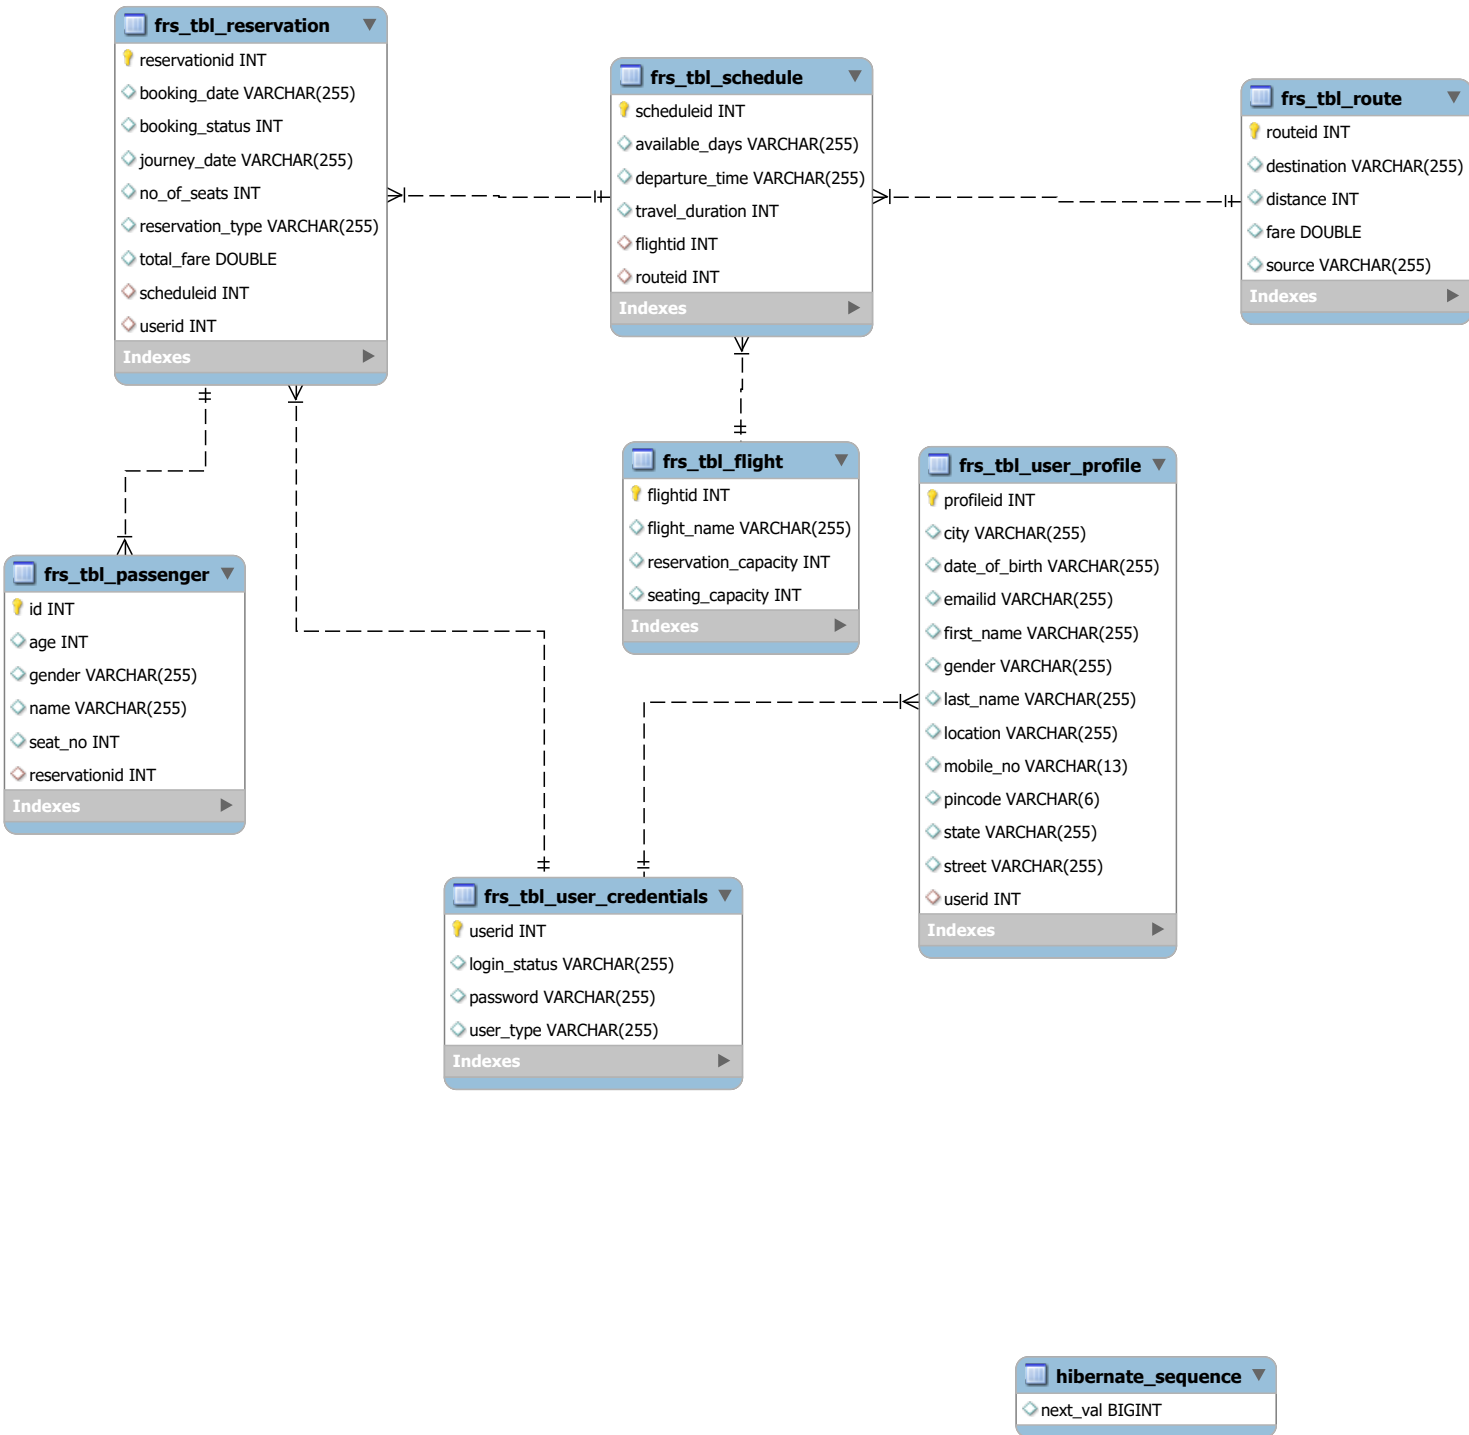 frs_tbl_reservation
reservationid INT
booking_date VARCHAR(255)
booking_status INT
journey_date VARCHAR(255)
no_of_seats INT
reservation_type VARCHAR(255)
total_fare DOUBLE
scheduleid INT
userid INT
Indexes
frs_tbl_schedule
scheduleid INT
available_days VARCHAR(255)
departure_time VARCHAR(255)
travel_duration INT
flightid INT
routeid INT
Indexes
frs_tbl_route
routeid INT
destination VARCHAR(255)
distance INT
fare DOUBLE
source VARCHAR(255)
Indexes
frs_tbl_passenger
id INT
age INT
gender VARCHAR(255)
name VARCHAR(255)
seat_no INT
reservationid INT
Indexes
frs_tbl_flight
flightid INT
flight_name VARCHAR(255)
reservation_capacity INT
seating_capacity INT
Indexes
frs_tbl_user_profile
profileid INT
city VARCHAR(255)
date_of_birth VARCHAR(255)
emailid VARCHAR(255)
first_name VARCHAR(255)
gender VARCHAR(255)
last_name VARCHAR(255)
location VARCHAR(255)
mobile_no VARCHAR(13)
pincode VARCHAR(6)
state VARCHAR(255)
street VARCHAR(255)
userid INT
Indexes
frs_tbl_user_credentials
userid INT
login_status VARCHAR(255)
password VARCHAR(255)
user_type VARCHAR(255)
Indexes
hibernate_sequence
next_val BIGINT